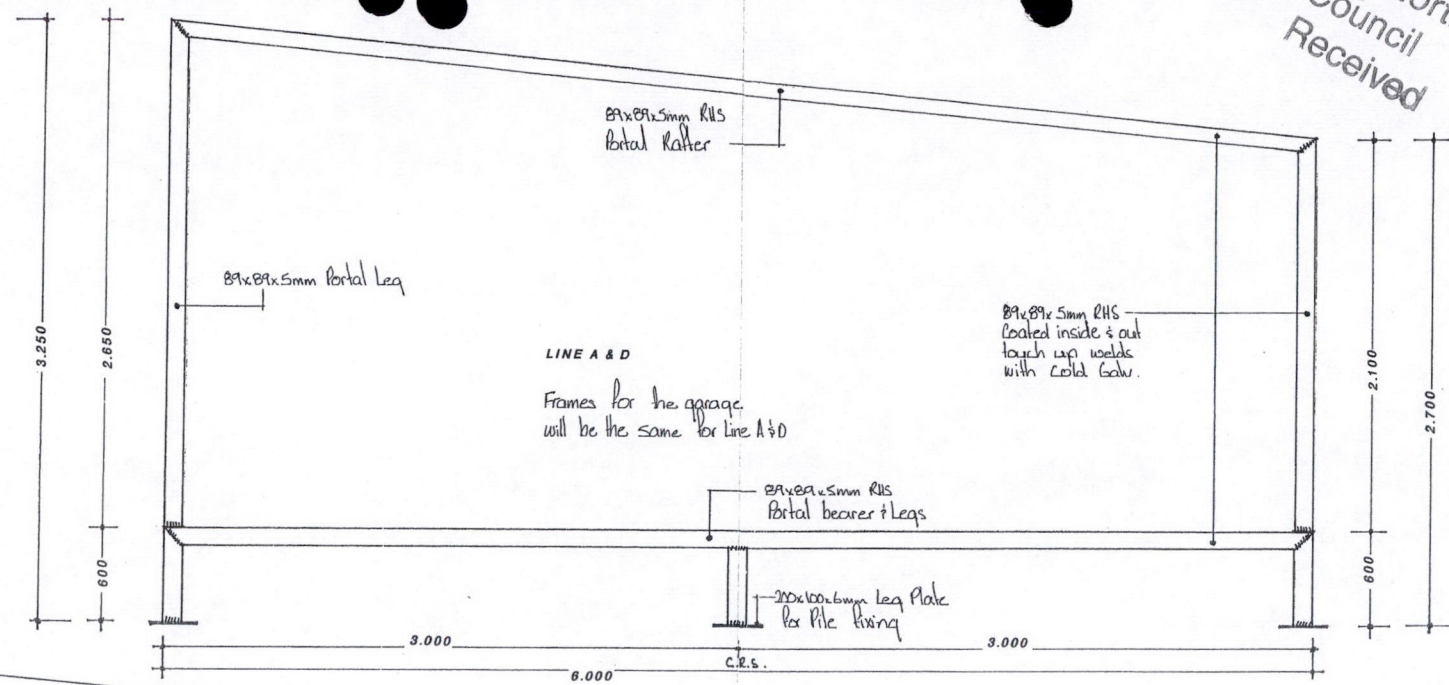 Council
Received
89x89x5mm RHS
Portal Rafter
89x89x5mm Portal Leg
3.250
2.650
LINE A & D
Frames for the garage
will be the same for Line A & D
89x89x5mm RHS
Coated inside & out
touch up welds
with Cold Galv.
2.100
2.700
89x89x5mm RHS
Portal bearer & Legs
600
600
200x100x6mm Leg Plate
for Pile fixing
3.000
C.R.S.
3.000
6.000